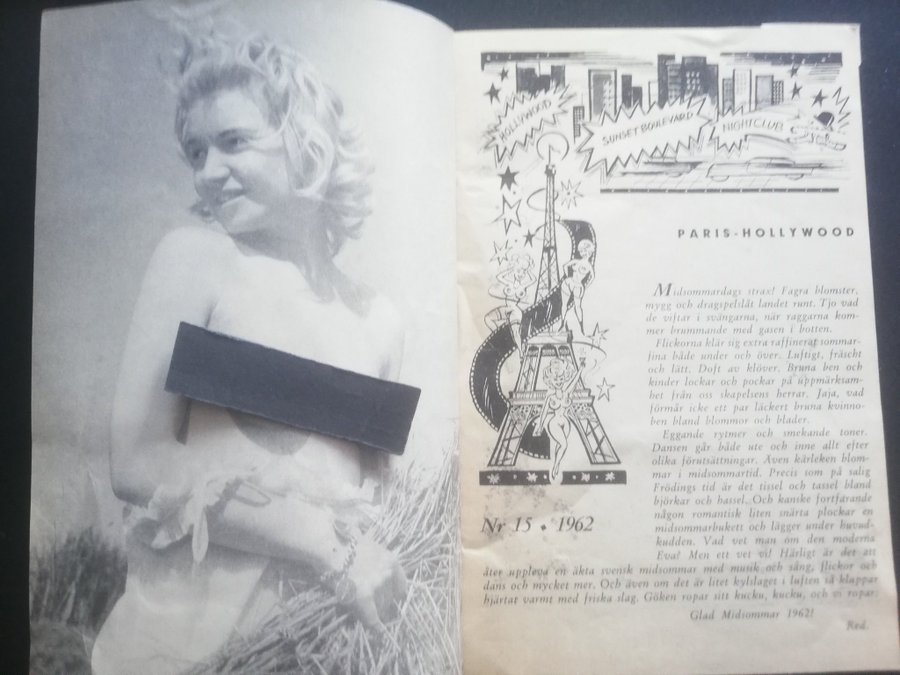 HOLLYWOOD
SUNSET BOULEVARD
NIGHTCLUB
PARIS-HOLLYWOOD
Midsommardags strax! Fagra blomster,
mygg och dragspelslåt landet runt. Tjo vad
de viftar i svängarna, när raggarna kom-
mer brummande med gasen i botten.
Flickorna klär sig extra raffinerat sommar-
fina både under och över. Luftigt, fräscht
och lätt. Doft av klöver. Bruna ben och
kinder lockar och pockar på uppmärksam-
het från oss skapelsens herrar. Jaja, vad
förmår icke ett par läckert bruna kvinno-
ben bland blommor och blader.
Eggande rytmer och smekande toner.
Dansen går både ute och inne allt efter
olika förutsättningar. Även kärleken blom-
mar i midsommartid. Precis som på salig
Frödings tid är det tissel och tassel bland
björkar och hassel. Och kanske fortfarande
någon romantisk liten snärta plockar en
midsommarbukett och lägger under huvud-
kudden. Vad vet man om den moderna
Eva? Men ett vet vi! Härligt är det att
åter uppleva en äkta svensk midsommar med musik och sång, flickor och
dans och mycket mer. Och även om det är litet kylslaget i luften så klappar
hjärtat varmt med friska slag. Göken ropar sitt kucku, kucku, och vi ropar:
Glad Midsommar 1962!
Red.
Nr 15 • 1962